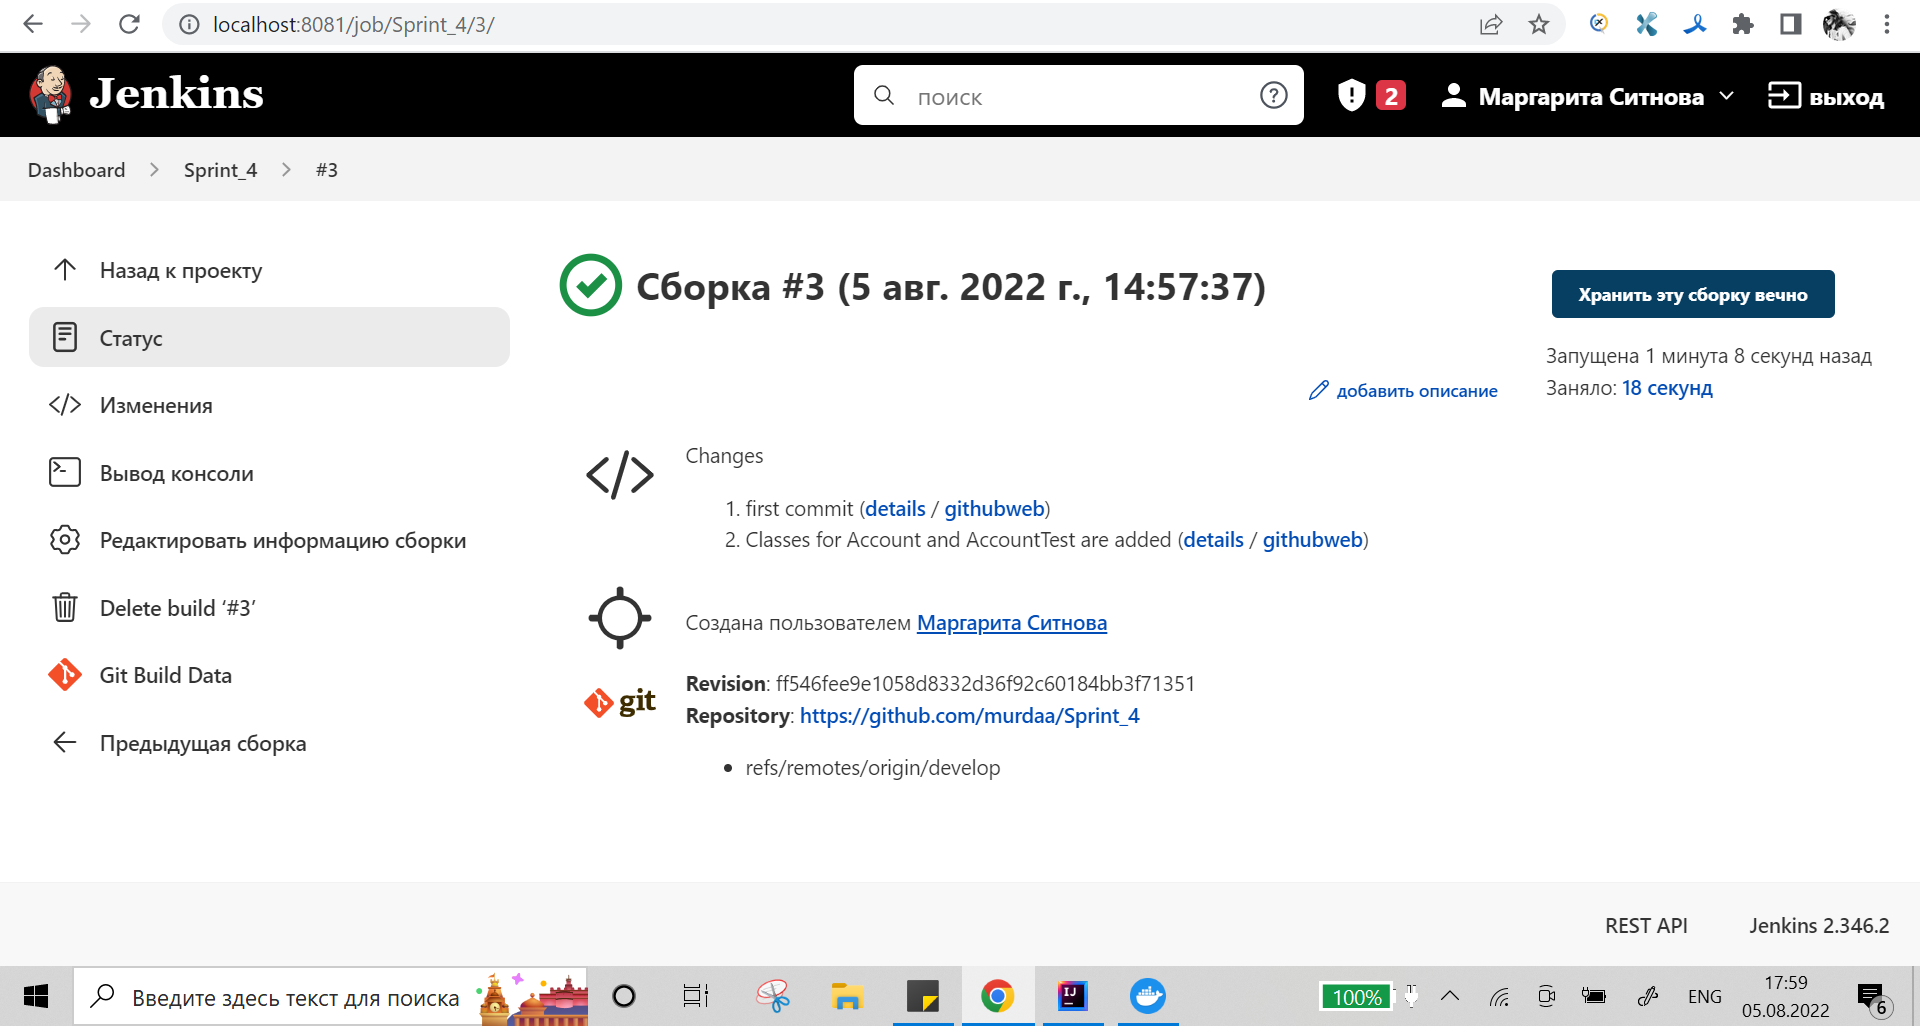 localhost:8081/job/Sprint_4/3/
Jenkins
поиск
2
Маргарита Ситнова
выход
Dashboard
Sprint_4
#3
Назад к проекту
Статус
Изменения
Вывод консоли
Редактировать информацию сборки
Delete build ‘#3’
Git Build Data
Предыдущая сборка
Сборка #3 (5 авг. 2022 г., 14:57:37)
Хранить эту сборку вечно
Запущена 1 минута 8 секунд назад
Заняло: 18 секунд
добавить описание
Changes
1. first commit (details / githubweb)
2. Classes for Account and AccountTest are added (details / githubweb)
Создана пользователем Маргарита Ситнова
git
Revision: ff546fee9e1058d8332d36f92c60184bb3f71351
Repository: https://github.com/murdaa/Sprint_4
refs/remotes/origin/develop
REST API
Jenkins 2.346.2
Введите здесь текст для поиска
IJ
100%
ENG
17:59
05.08.2022
6